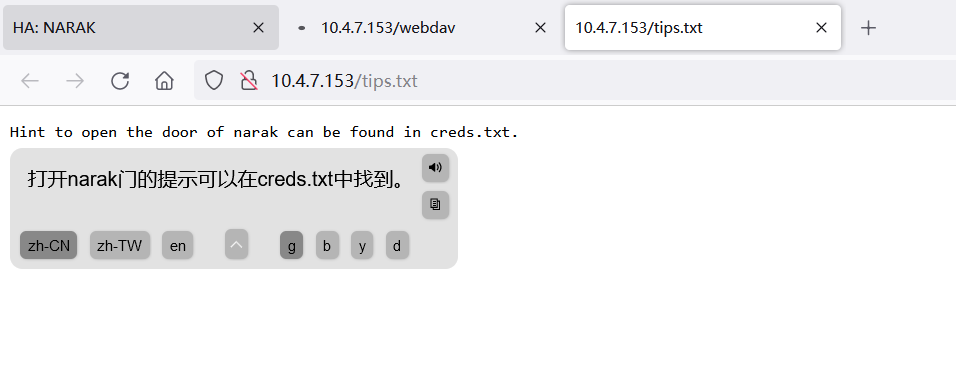 HA: NARAK
10.4.7.153/webdav
10.4.7.153/tips.txt
10.4.7.153/tips.txt
Hint to open the door of narak can be found in creds.txt.
打开narak门的提示可以在creds.txt中找到。
zh-CN zh-TW en g b y d